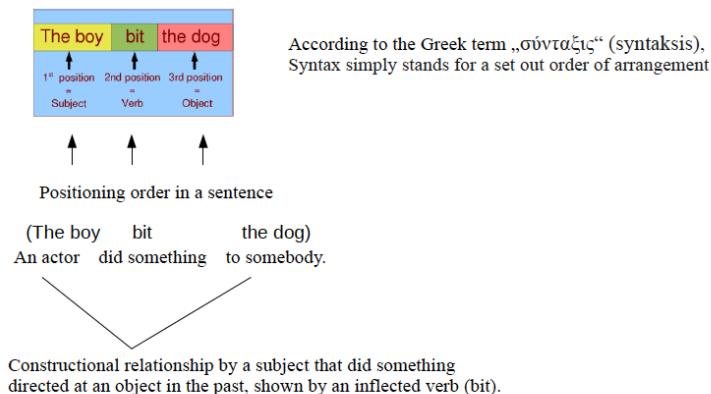 The boy bit the dog
1st position 2nd position 3rd position
= = =
Subject Verb Object
According to the Greek term „σύνταξις“ (syntaksis),
Syntax simply stands for a set out order of arrangement
Positioning order in a sentence
(The boy bit the dog)
An actor did something to somebody.
Constructional relationship by a subject that did something
directed at an object in the past, shown by an inflected verb (bit).